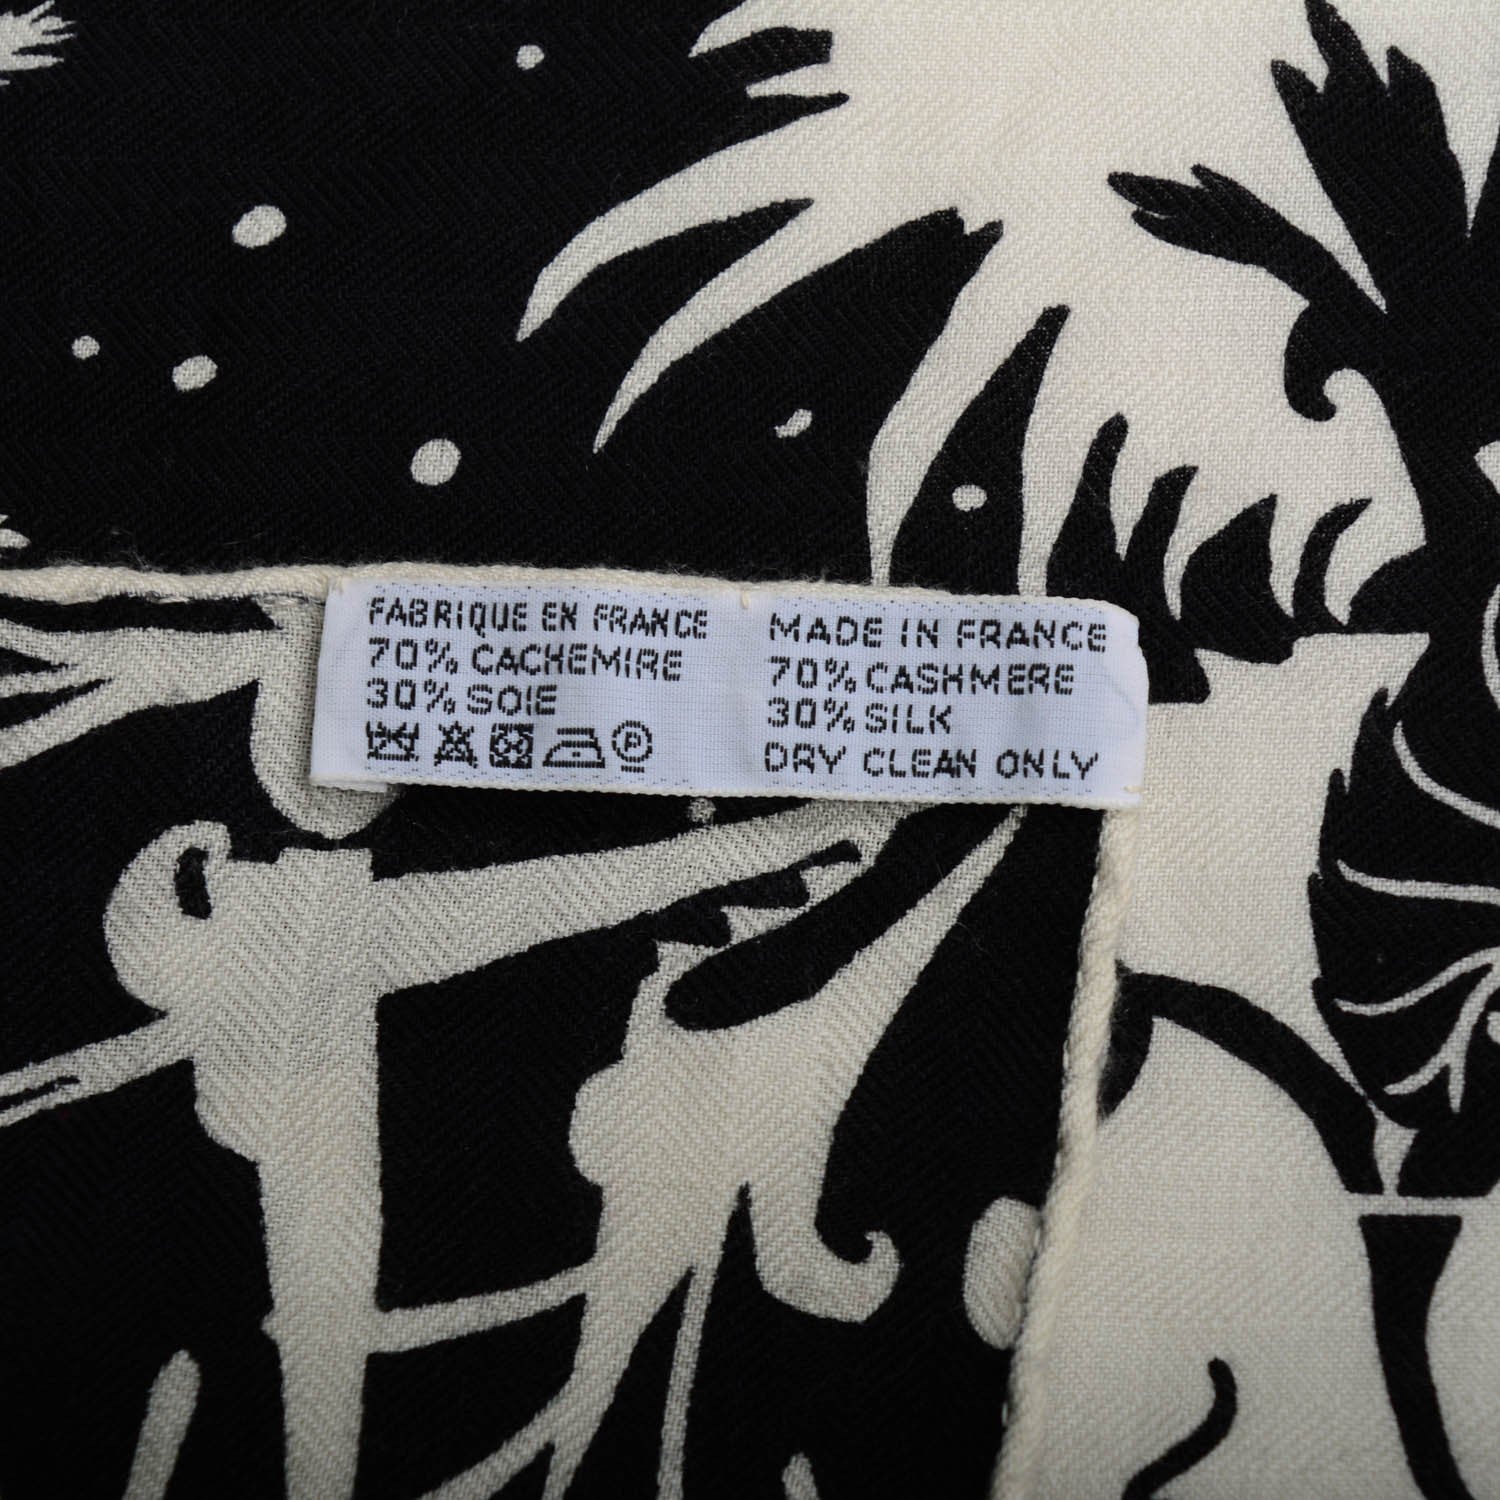 FABRIQUE EN FRANCE
70% CACHEMIRE
30% SOIE
P
MADE IN FRANCE
70% CASHMERE
30% SILK
DRY CLEAN ONLY